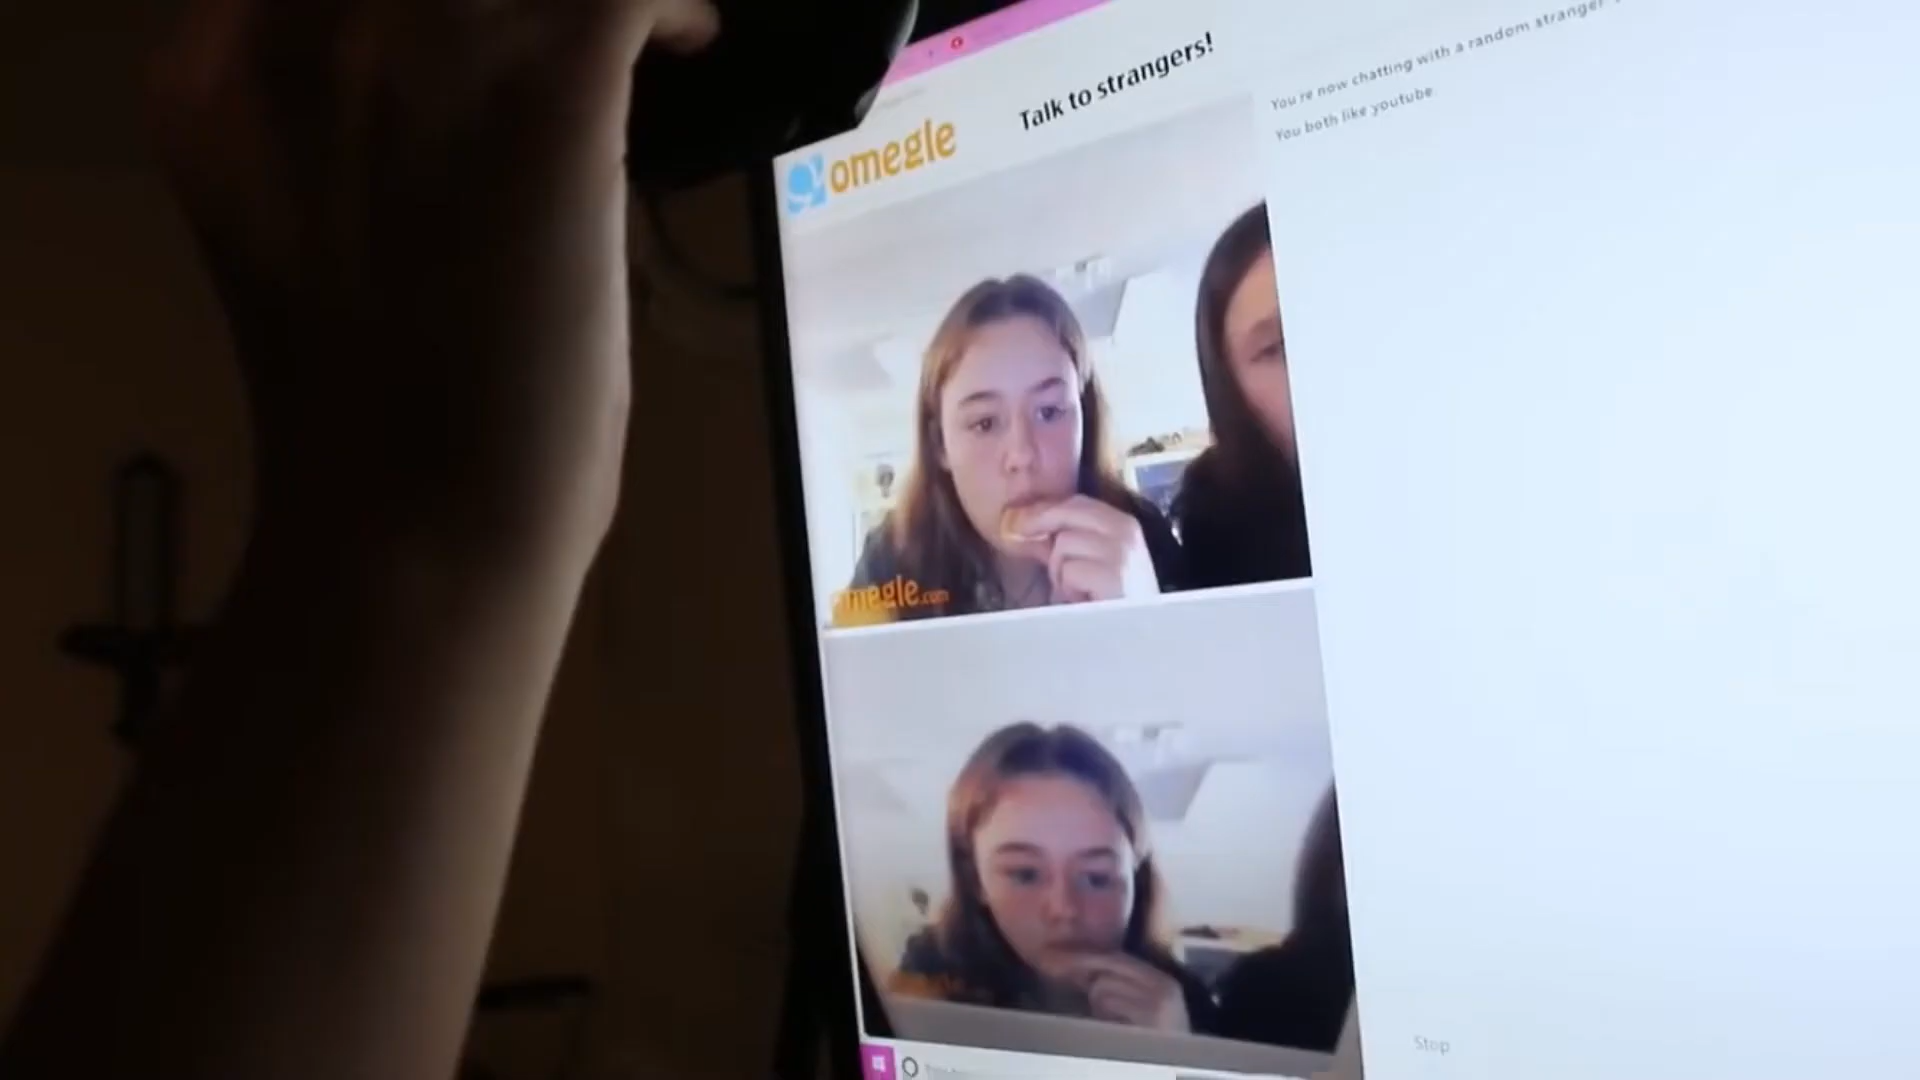 Talk to strangers!
omegle
You're now chatting with a random stranger
You both like youtube.
omegle.com
Stop